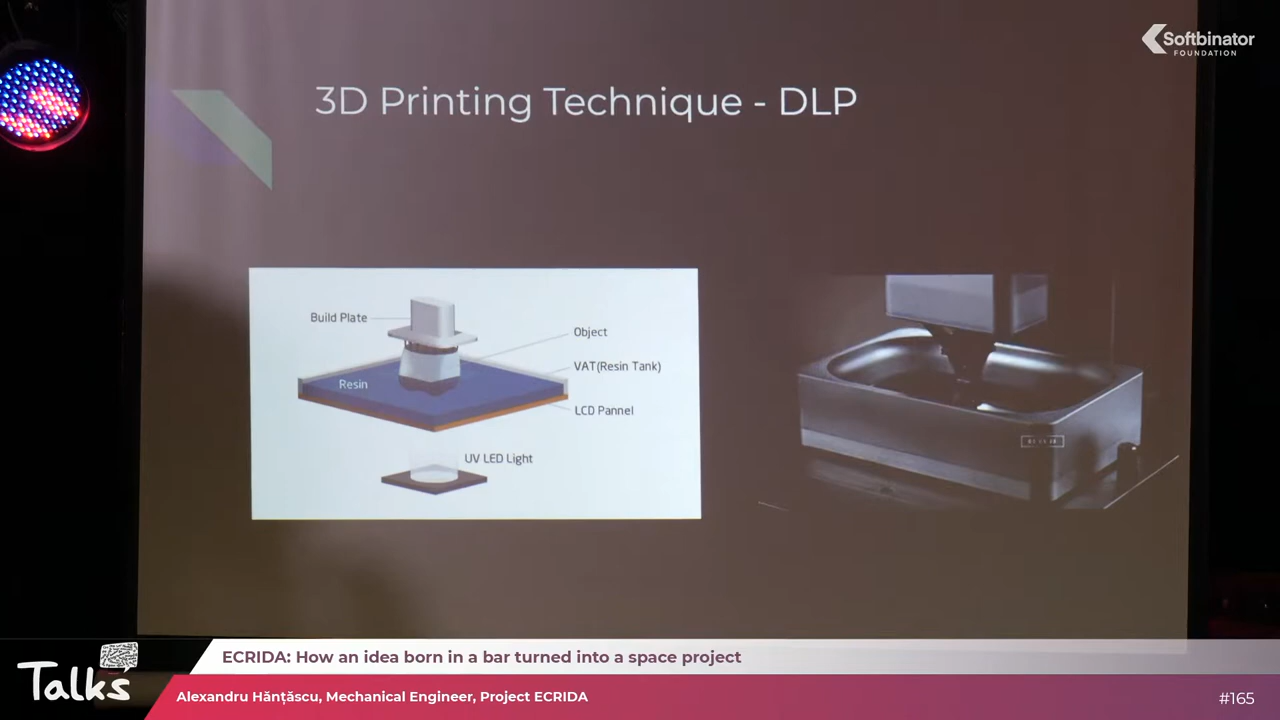 Softbinator
FOUNDATION
3D Printing Technique - DLP
Build Plate
Object
VAT(Resin Tank)
Resin
LCD Pannel
UV LED Light
Talks
ECRIDA: How an idea born in a bar turned into a space project
Alexandru Hănțăscu, Mechanical Engineer, Project ECRIDA
#165